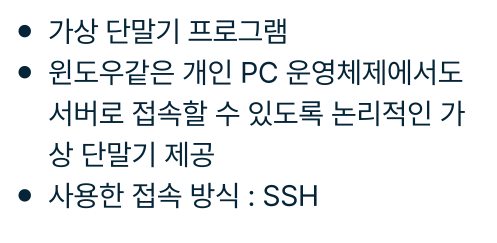 • 가상 단말기 프로그램
• 윈도우같은 개인 PC 운영체제에서도
서버로 접속할 수 있도록 논리적인 가
상 단말기 제공
• 사용한 접속 방식 : SSH